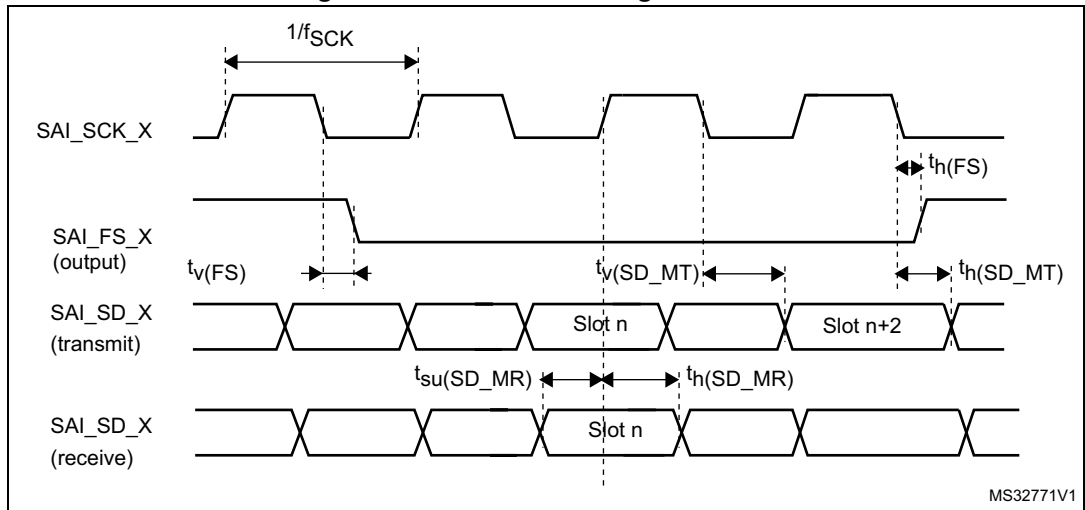 1/fSCK
SAI_SCK_X
th(FS)
SAI_FS_X
(output)
tv(FS)
tv(SD_MT)
th(SD_MT)
SAI_SD_X
(transmit)
Slot n
Slot n+2
tsu(SD_MR)
th(SD_MR)
SAI_SD_X
(receive)
Slot n
MS32771V1